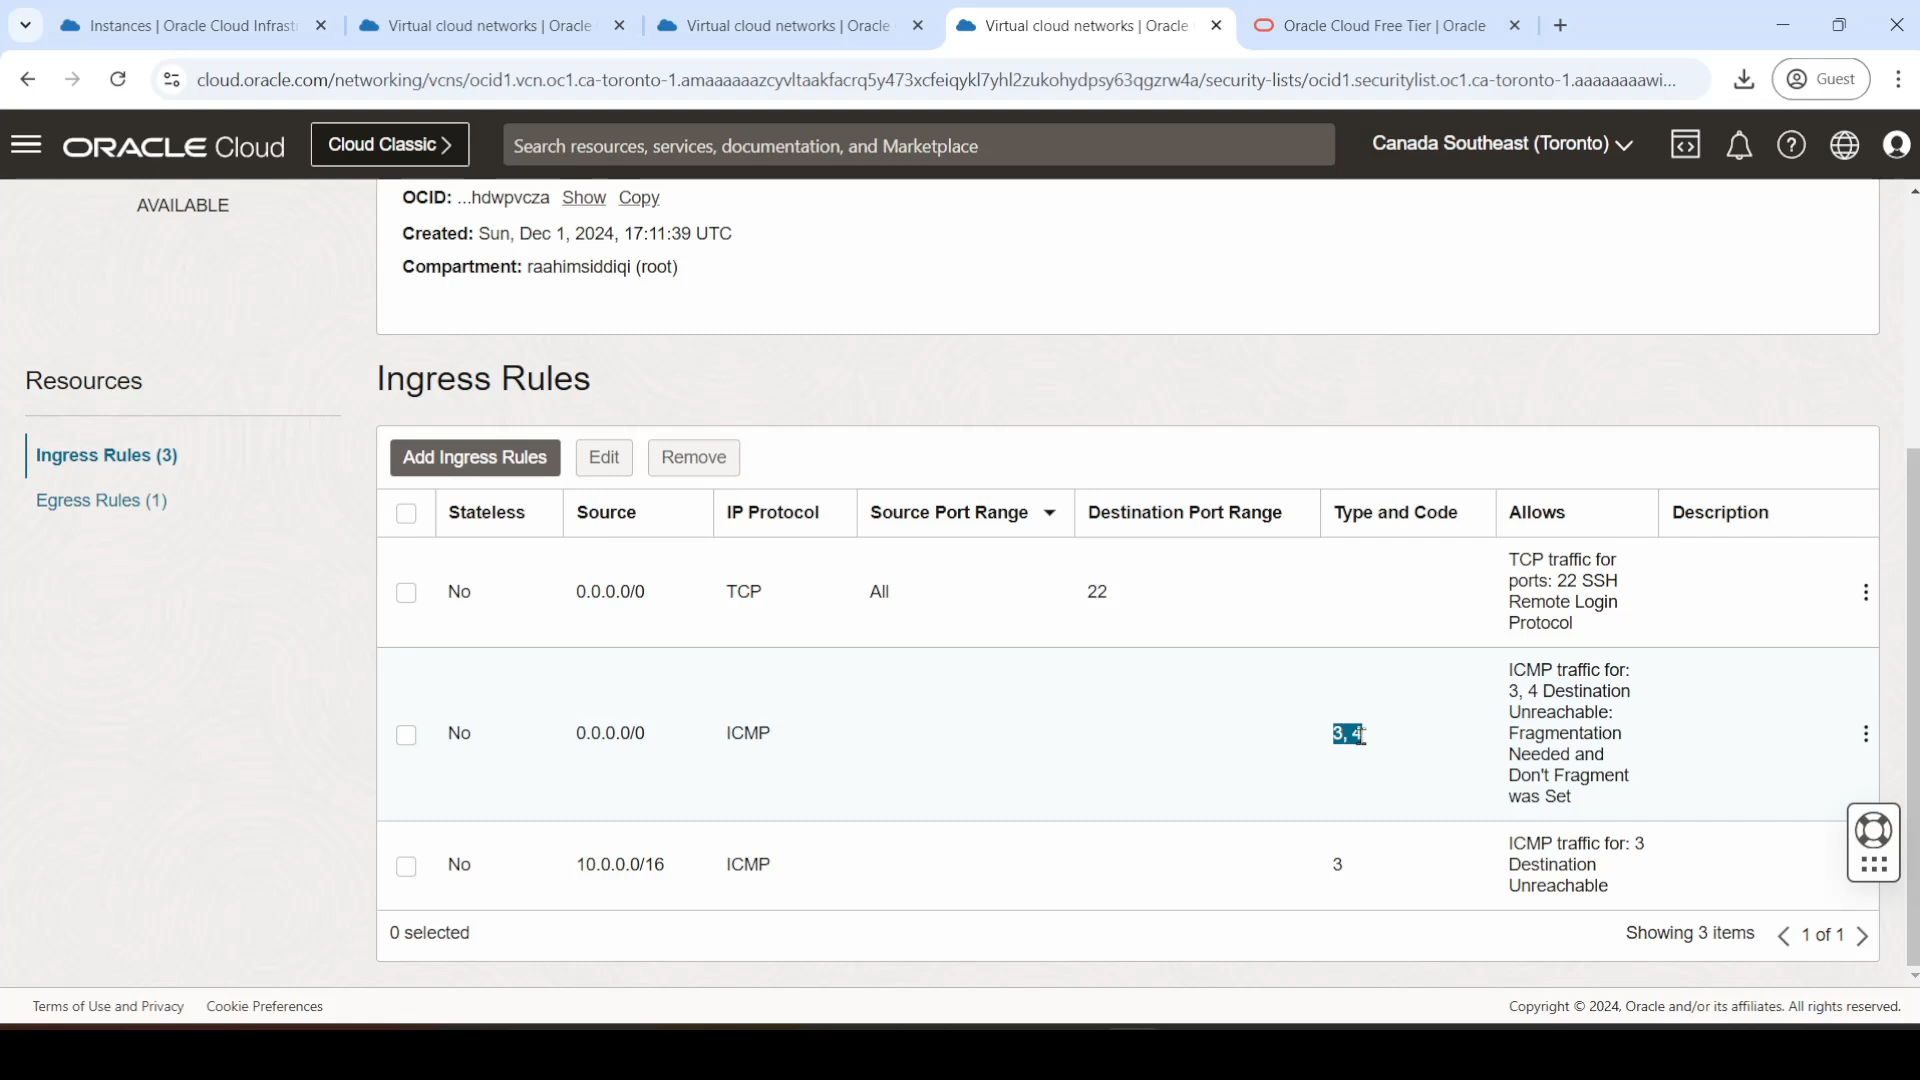 Instances | Oracle Cloud Infrast
Virtual cloud networks | Oracle
Virtual cloud networks | Oracle
Virtual cloud networks | Oracle
Oracle Cloud Free Tier | Oracle
cloud.oracle.com/networking/vcns/ocid1.vcn.oc1.ca-toronto-1.amaaaaaazcyvltaakfacrq5y473xcfeiqykl7yhl2zukohydpsy63qgzrw4a/security-lists/ocid1.securitylist.oc1.ca-toronto-1.aaaaaaaawi...
Guest
ORACLE Cloud
Cloud Classic
Search resources, services, documentation, and Marketplace
Canada Southeast (Toronto)
AVAILABLE
OCID: ...hdwpvcza Show Copy
Created: Sun, Dec 1, 2024, 17:11:39 UTC
Compartment: raahimsiddiqi (root)
Resources
Ingress Rules (3)
Egress Rules (1)
Ingress Rules
Add Ingress Rules Edit Remove
Stateless Source IP Protocol Source Port Range Destination Port Range Type and Code Allows Description
No 0.0.0.0/0 TCP All 22
TCP traffic for
ports: 22 SSH
Remote Login
Protocol
No 0.0.0.0/0 ICMP 3, 4
ICMP traffic for:
3, 4 Destination
Unreachable:
Fragmentation
Needed and
Don't Fragment
was Set
No 10.0.0.0/16 ICMP 3
ICMP traffic for: 3
Destination
Unreachable
0 selected
Showing 3 items 1 of 1
Terms of Use and Privacy Cookie Preferences
Copyright © 2024, Oracle and/or its affiliates. All rights reserved.